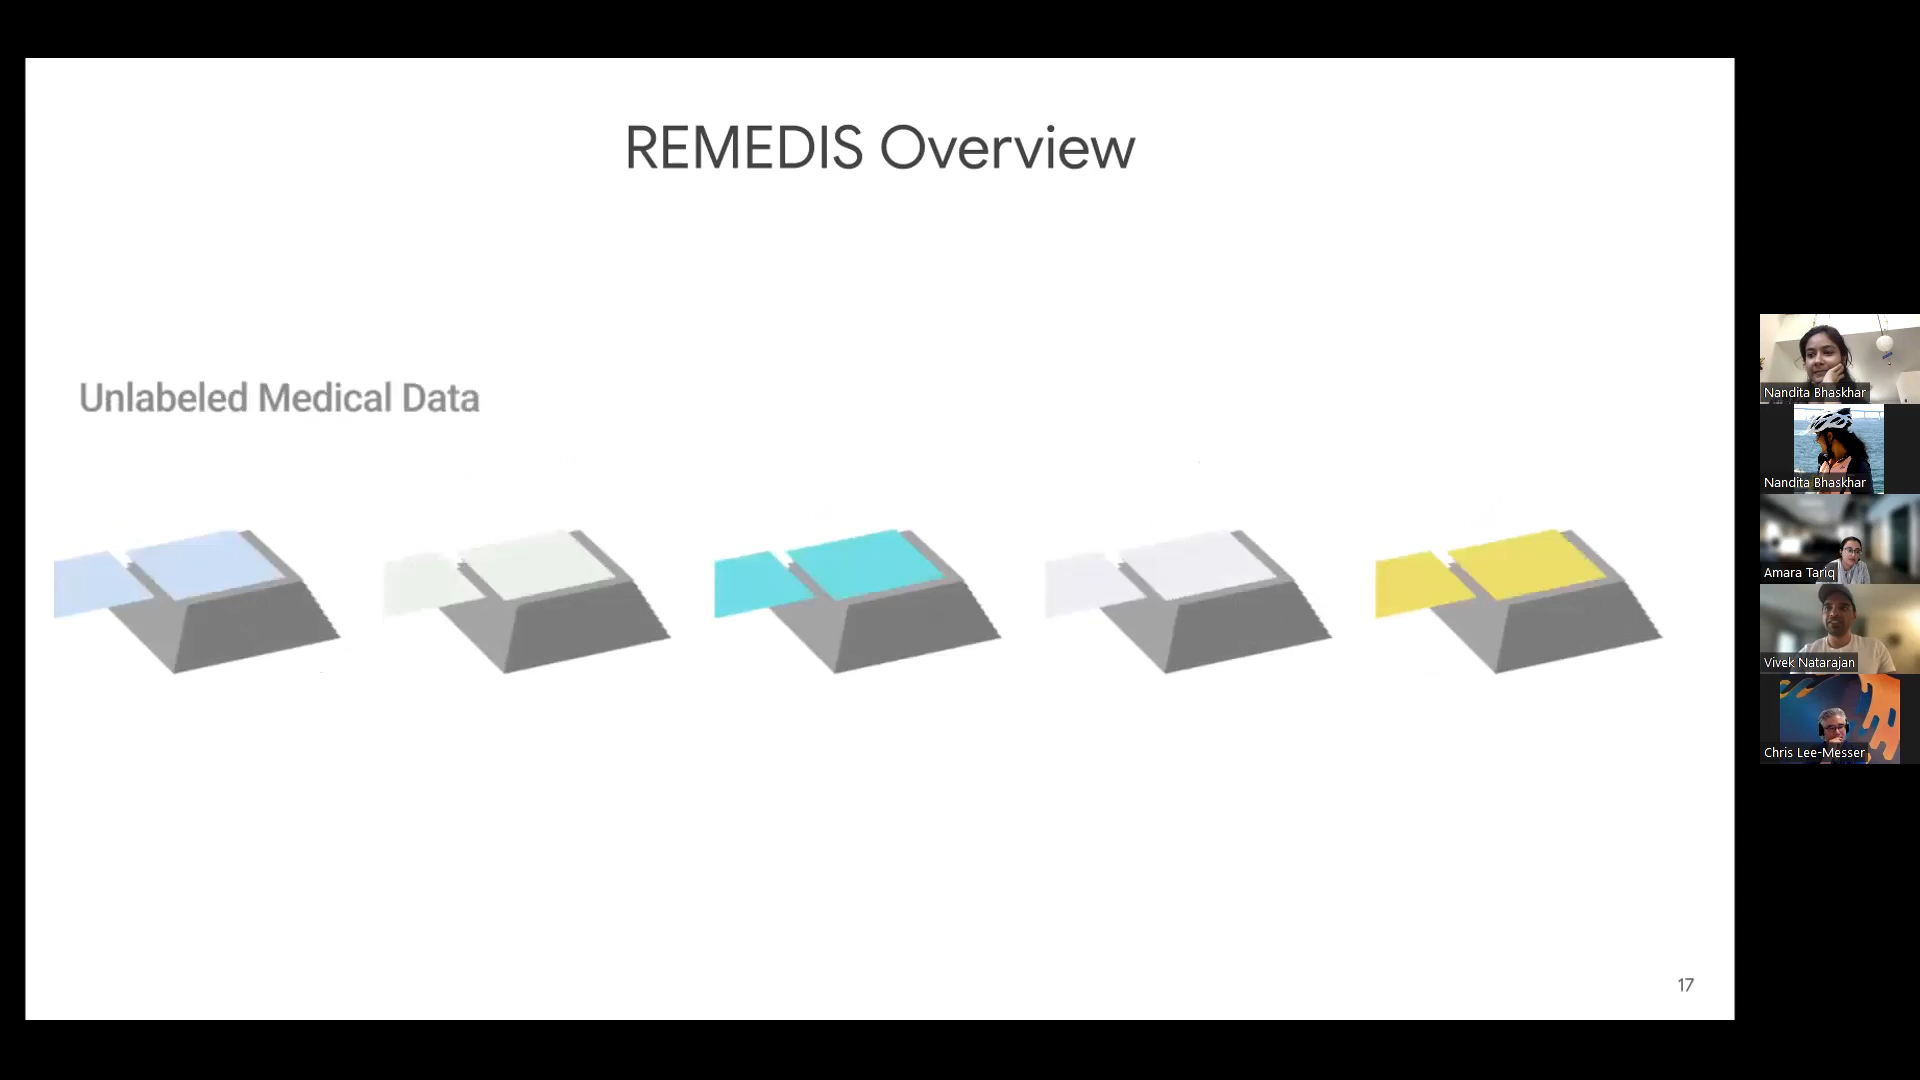 REMEDIS Overview
Unlabeled Medical Data
17
Nandita Bhaskhar
Nandita Bhaskhar
Amara Tariq
Vivek Natarajan
Chris Lee-Messer